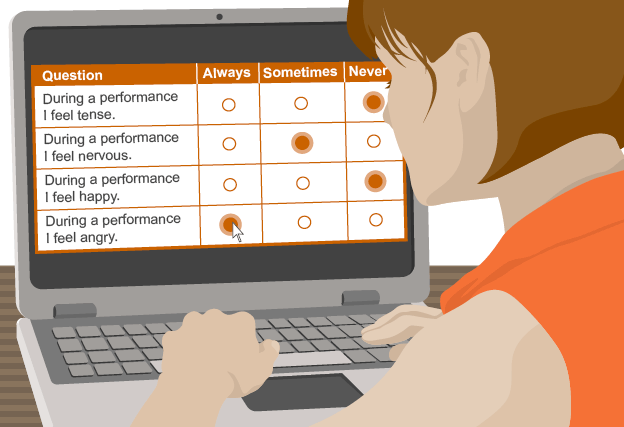 Question Always Sometimes Never
During a performance
I feel tense.
During a performance
I feel nervous.
During a performance
I feel happy.
During a performance
I feel angry.